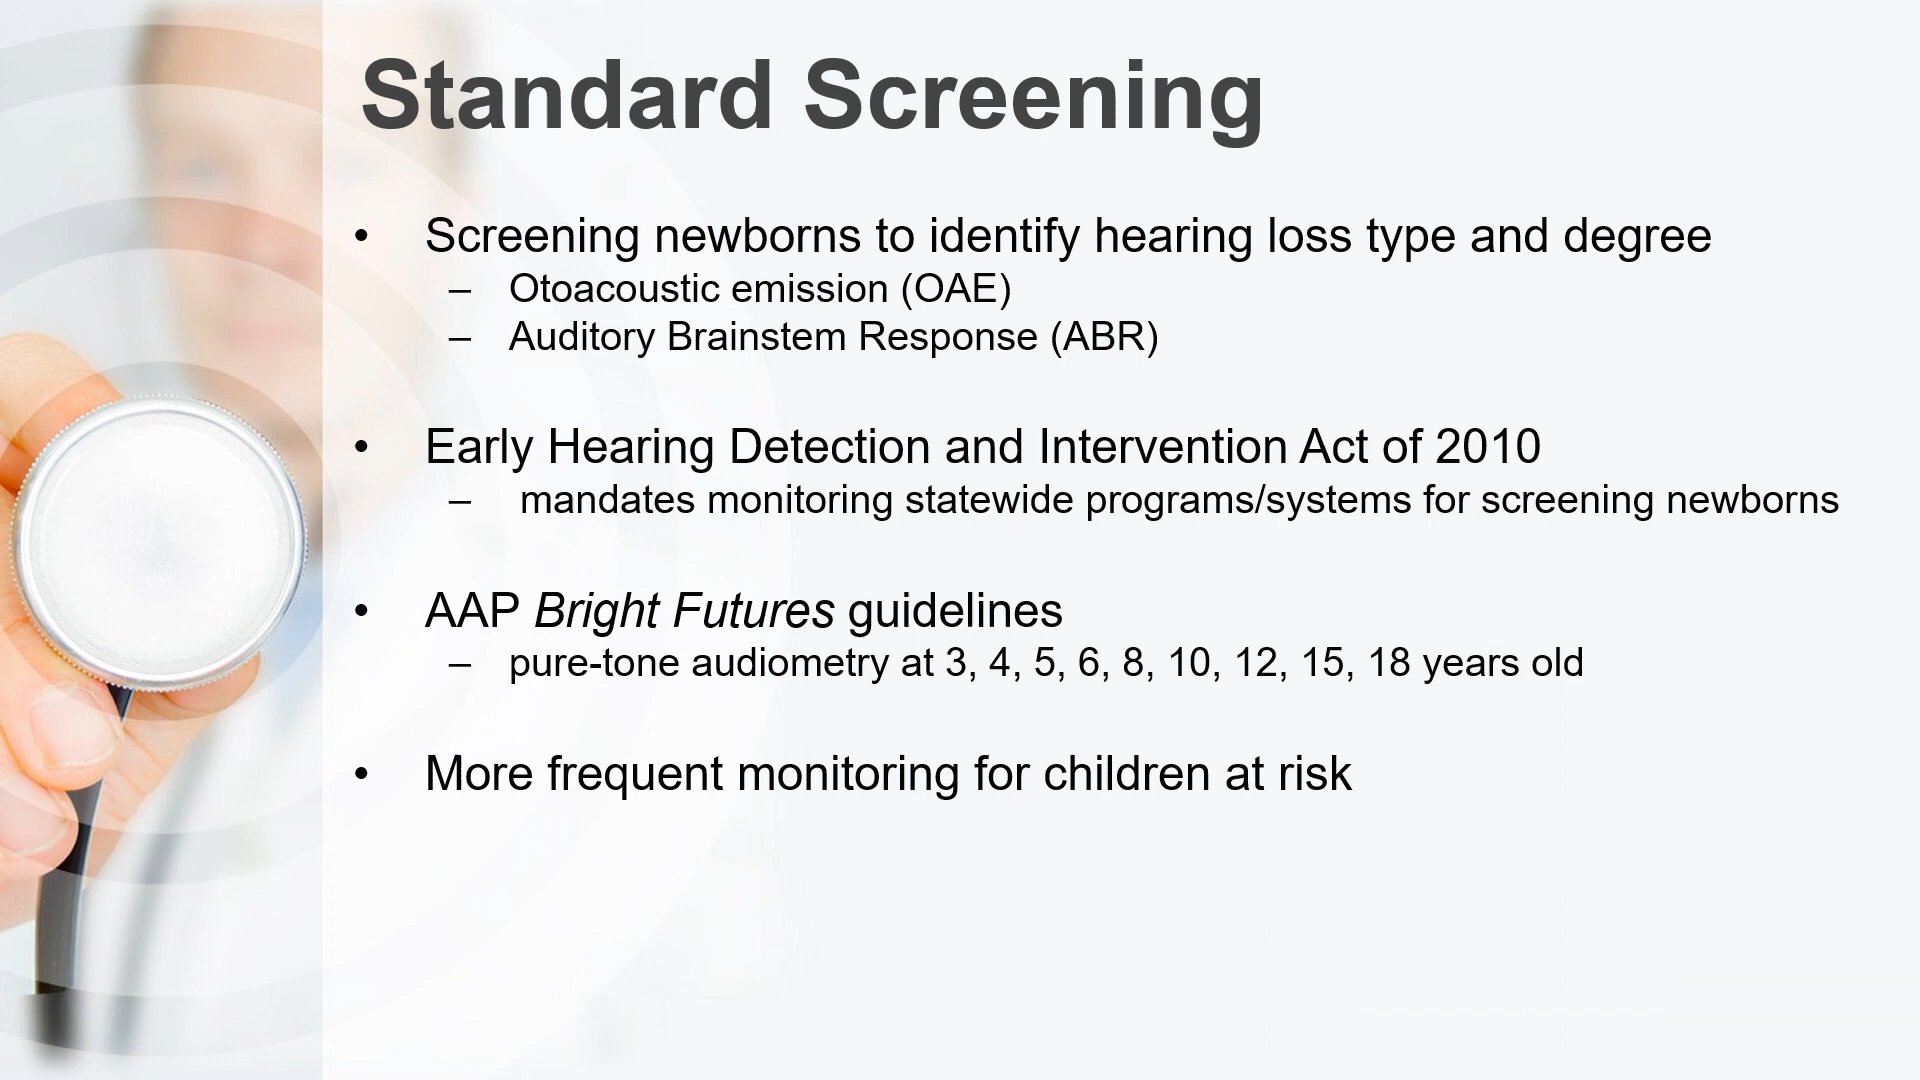 Standard Screening
• Screening newborns to identify hearing loss type and degree
– Otoacoustic emission (OAE)
– Auditory Brainstem Response (ABR)
• Early Hearing Detection and Intervention Act of 2010
– mandates monitoring statewide programs/systems for screening newborns
• AAP Bright Futures guidelines
– pure-tone audiometry at 3, 4, 5, 6, 8, 10, 12, 15, 18 years old
• More frequent monitoring for children at risk